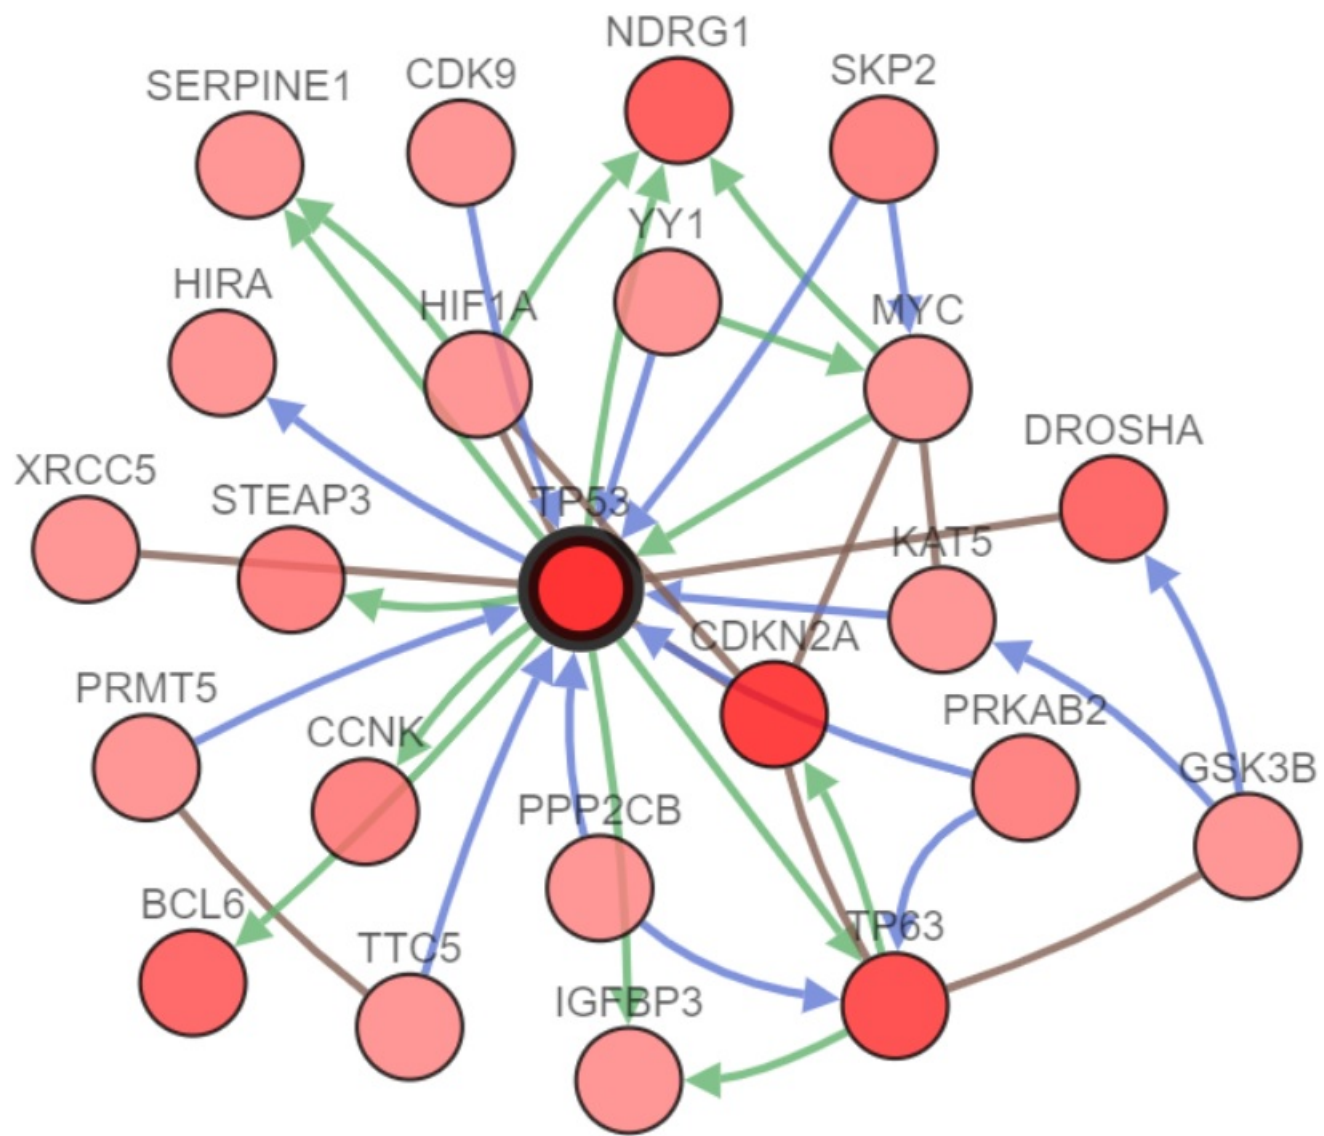 NDRG1
SKP2
CDK9
SERPINE1
YY1
HIRA
HIF1A
MYC
DROSHA
XRCC5
STEAP3
TP53
KAT5
CDKN2A
PRMT5
PRKAB2
CCNK
GSK3B
PPP2CB
BCL6
TP63
TTC5
IGFBP3